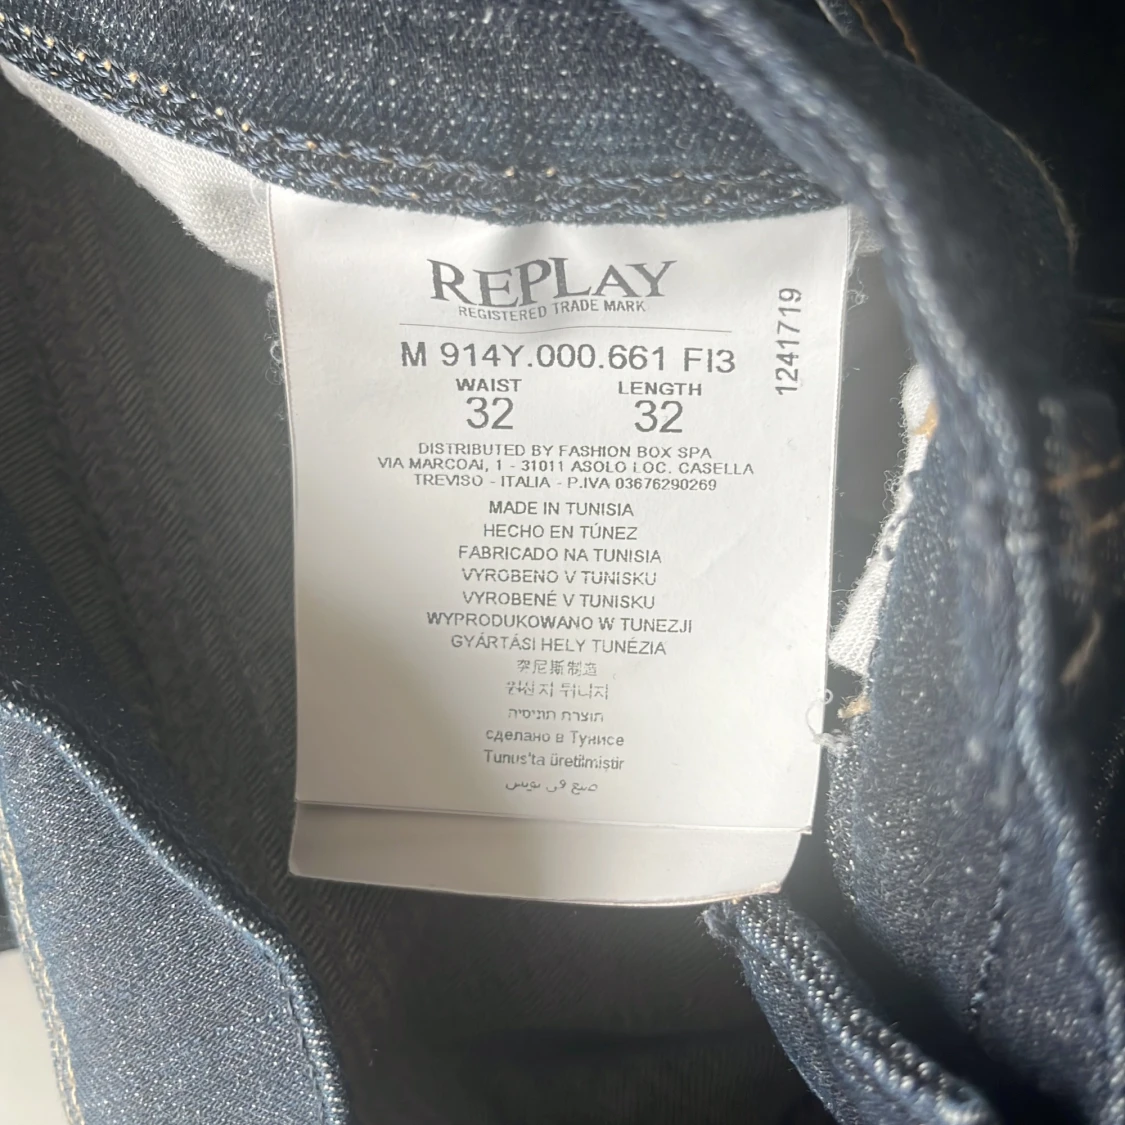 REPLAY
REGISTERED TRADE MARK
1241719
M 914Y.000.661 FI3
WAIST LENGTH
32 32
DISTRIBUTED BY FASHION BOX SPA
VIA MARCOAI, 1 - 31011 ASOLO LOC. CASELLA
TREVISO - ITALIA - P.IVA 03676290269
MADE IN TUNISIA
HECHO EN TÚNEZ
FABRICADO NA TUNISIA
VYROBENO V TUNISKU
VYROBENÉ V TUNISKU
WYPRODUKOWANO W TUNEZJI
GYÁRTÁSI HELY TUNÉZIA
突尼斯制造
원산지 튀니지
תוצרת תוניסיה
сделано в Тунисе
Tunus'ta üretilmiştir
صنع في تونس